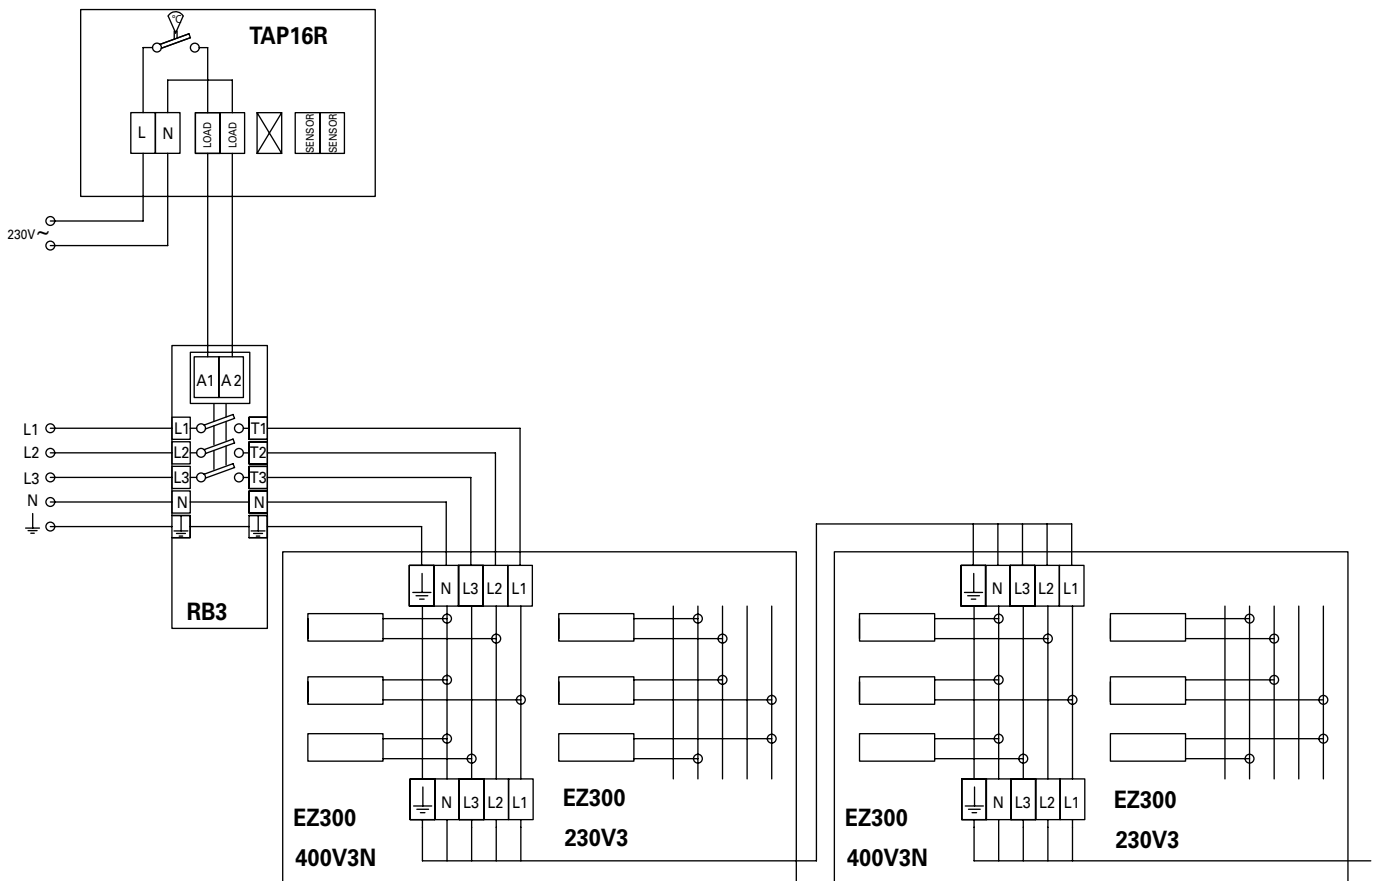 °C
TAP16R
L N LOAD LOAD SENSOR SENSOR
230V~
A1 A2
L1 L1 T1
L2 L2 T2
L3 L3 T3
N N N
RB3
N L3 L2 L1
N L3 L2 L1
N L3 L2 L1
N L3 L2 L1
EZ300
400V3N
EZ300
230V3
EZ300
400V3N
EZ300
230V3